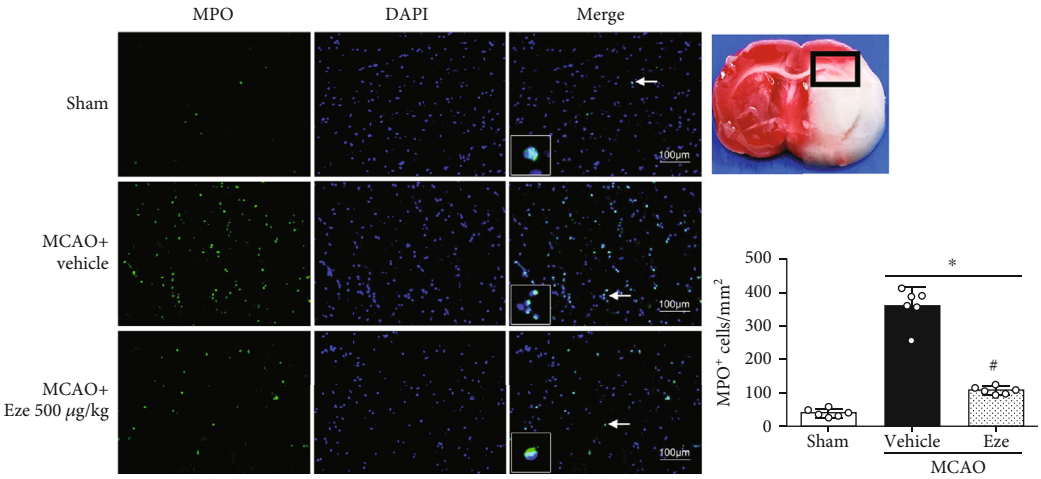 MPO DAPI Merge
Sham
100μm
MCAO+
vehicle
100μm
MCAO+
Eze 500 μg/kg
100μm
MPO⁺ cells/mm²
500
400
300
200
100
0
*
#
Sham Vehicle Eze
MCAO